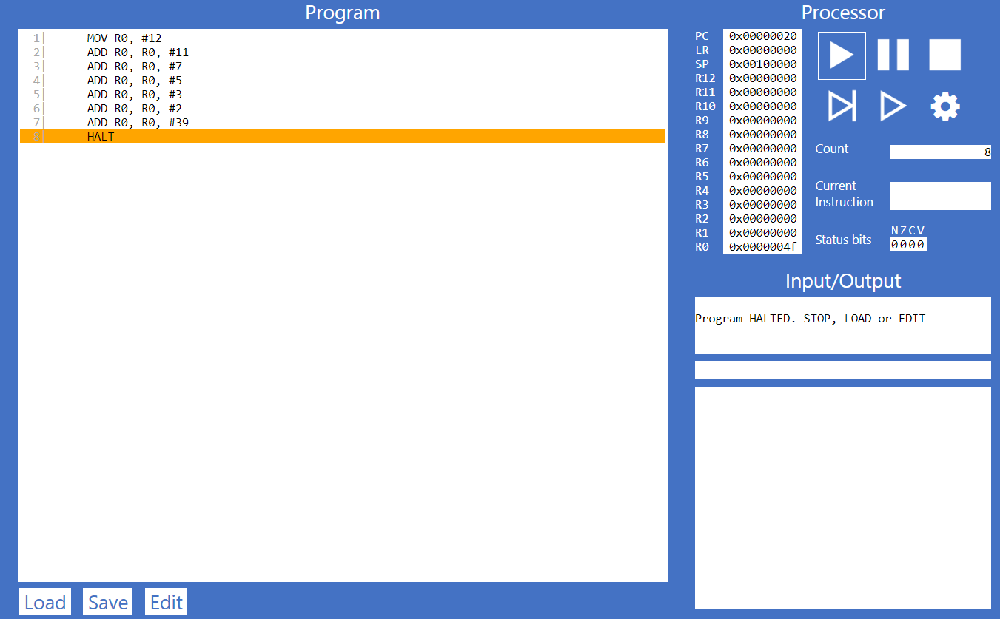 Program
1| MOV R0, #12
2| ADD R0, R0, #11
3| ADD R0, R0, #7
4| ADD R0, R0, #5
5| ADD R0, R0, #3
6| ADD R0, R0, #2
7| ADD R0, R0, #39
8| HALT
Load Save Edit
Processor
PC 0x00000020
LR 0x00000000
SP 0x00100000
R12 0x00000000
R11 0x00000000
R10 0x00000000
R9 0x00000000
R8 0x00000000
R7 0x00000000
R6 0x00000000
R5 0x00000000
R4 0x00000000
R3 0x00000000
R2 0x00000000
R1 0x00000000
R0 0x0000004f
Count 8
Current
Instruction
NZCV
Status bits 0000
Input/Output
Program HALTED. STOP, LOAD or EDIT